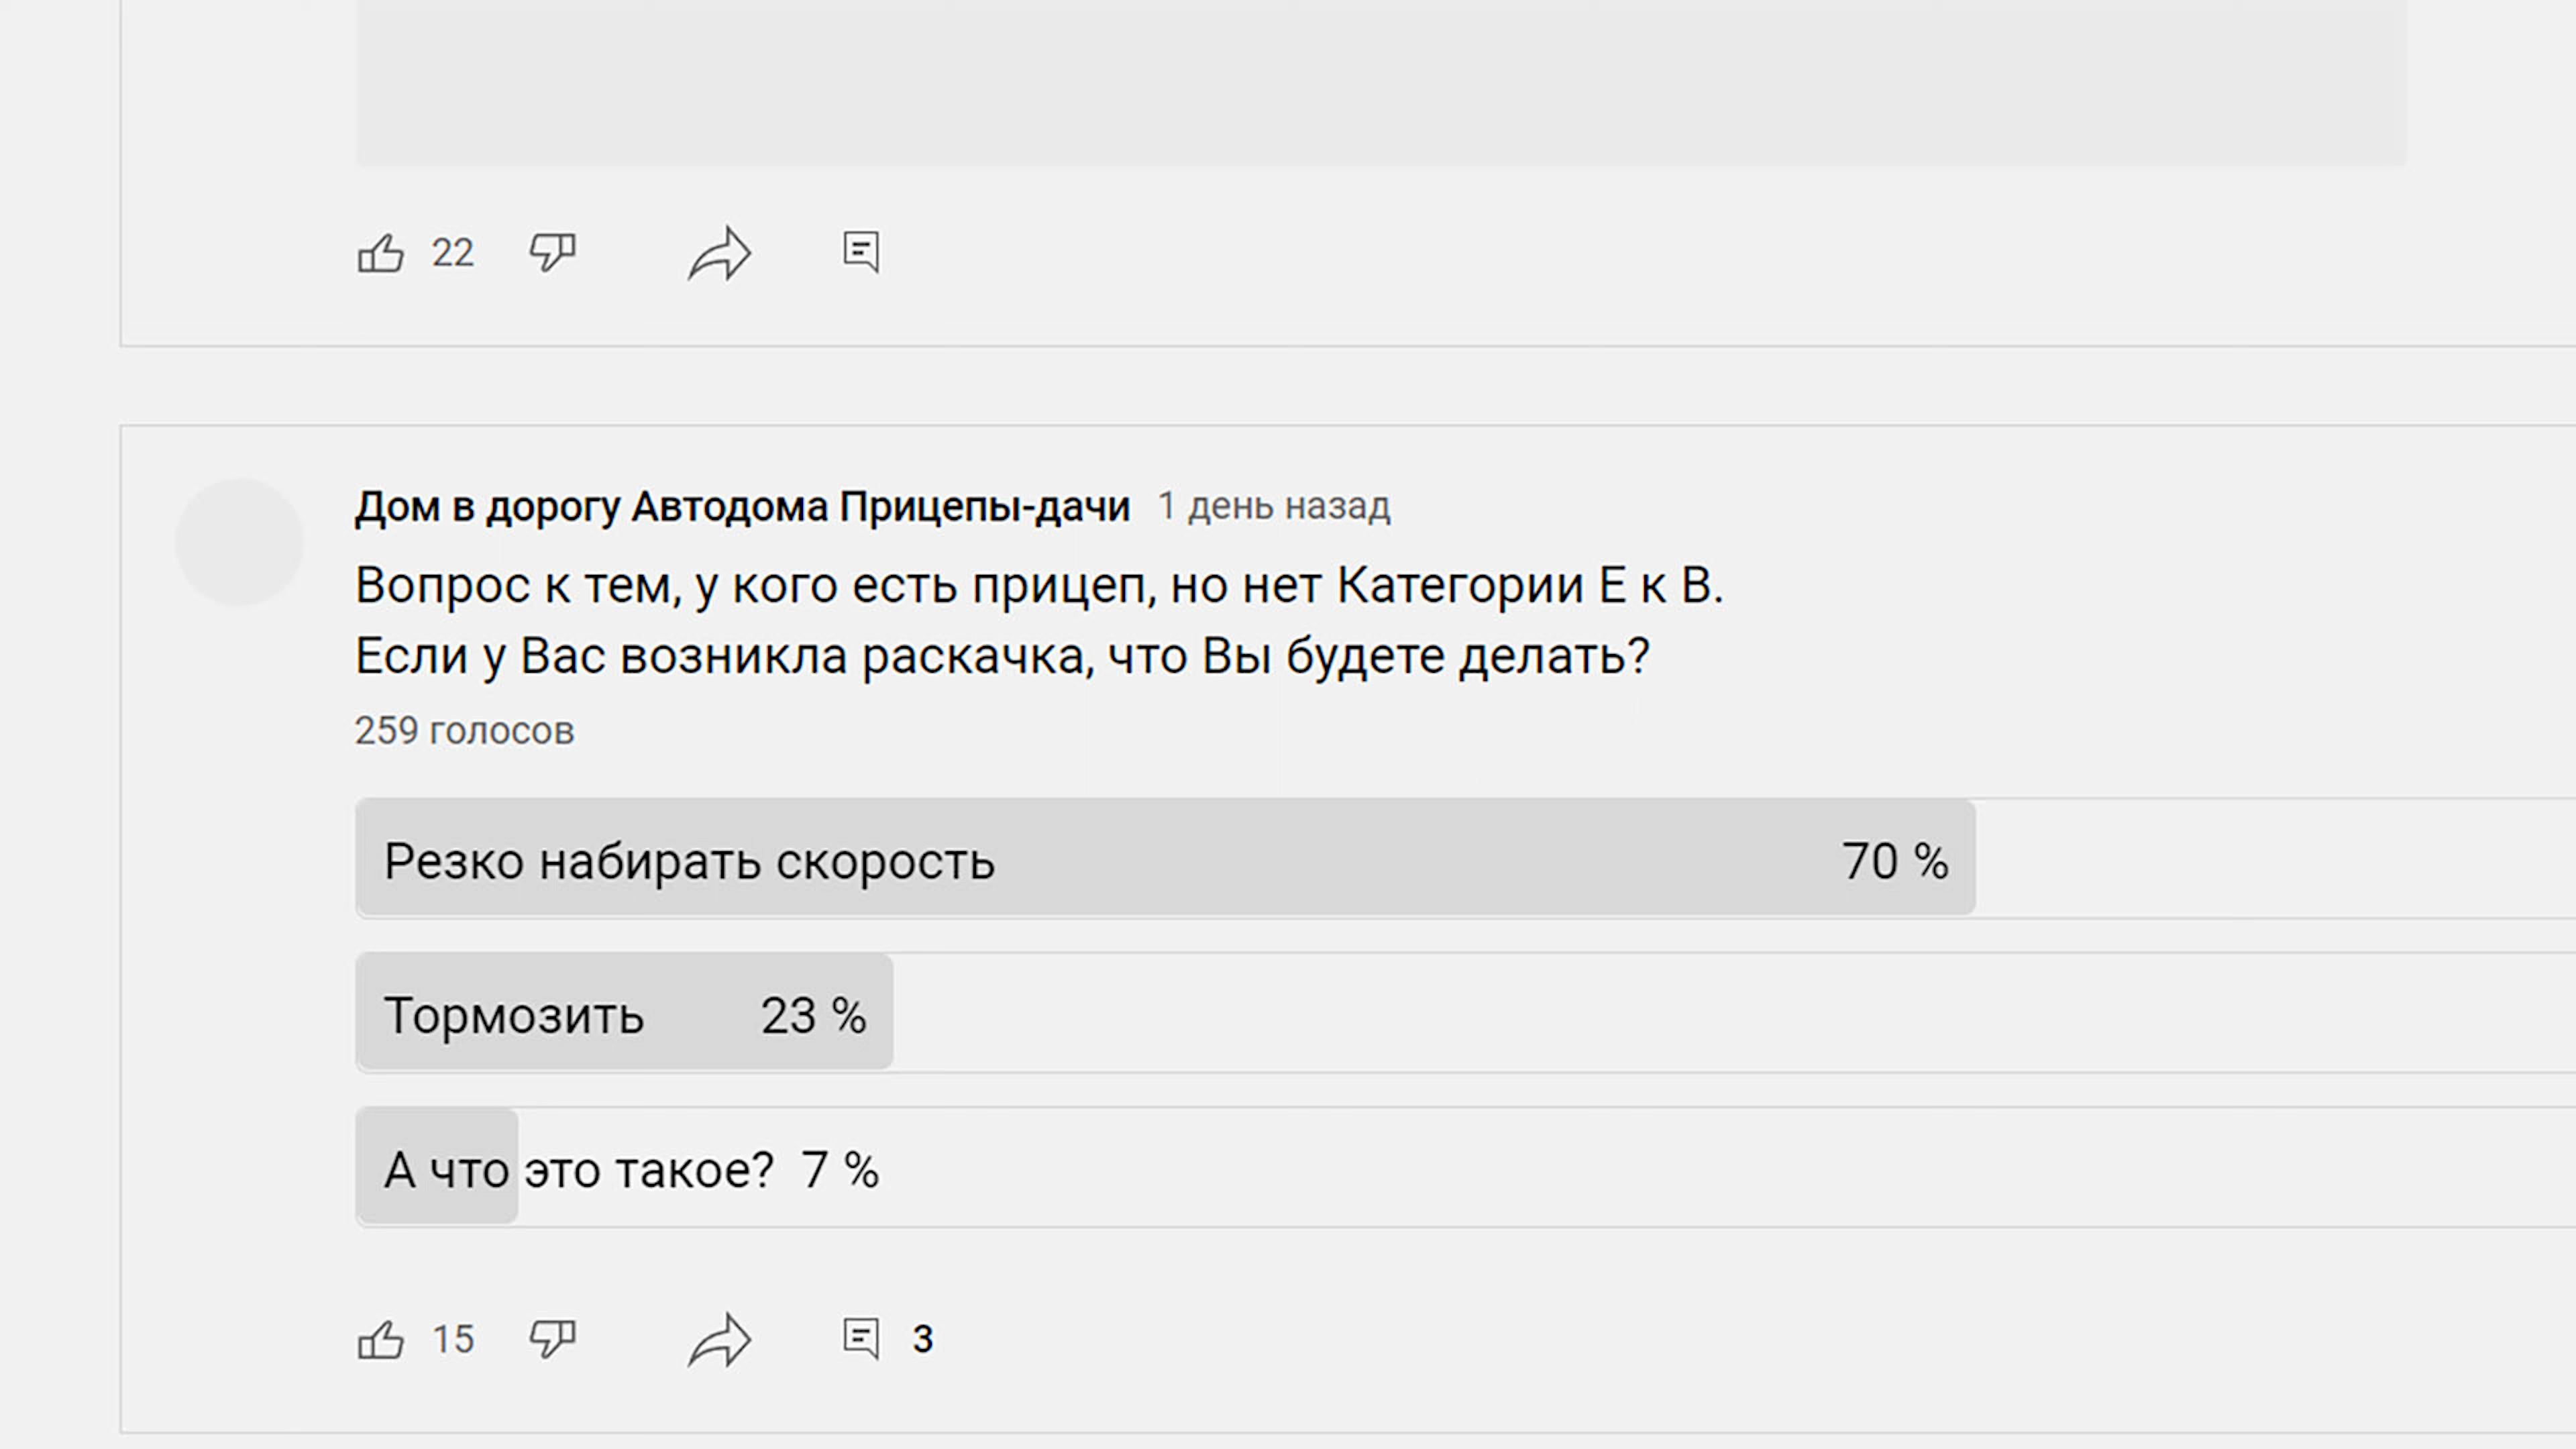 22
Дом в дорогу Автодома Прицепы-дачи 1 день назад
Вопрос к тем, у кого есть прицеп, но нет Категории Е к В.
Если у Вас возникла раскачка, что Вы будете делать?
259 голосов
Резко набирать скорость 70 %
Тормозить 23 %
А что это такое? 7 %
15 3